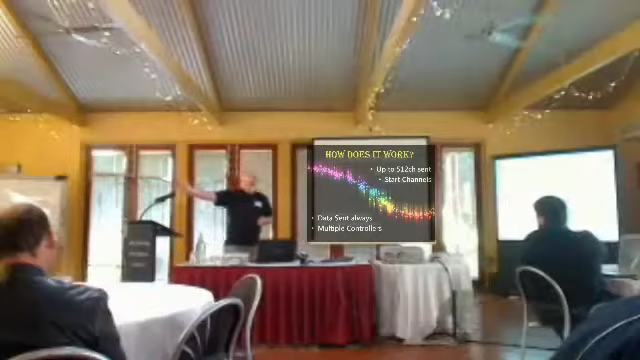 HOW DOES IT WORK?
• Up to 512ch sent
• Start Channels
• Data Sent always
• Multiple Controllers